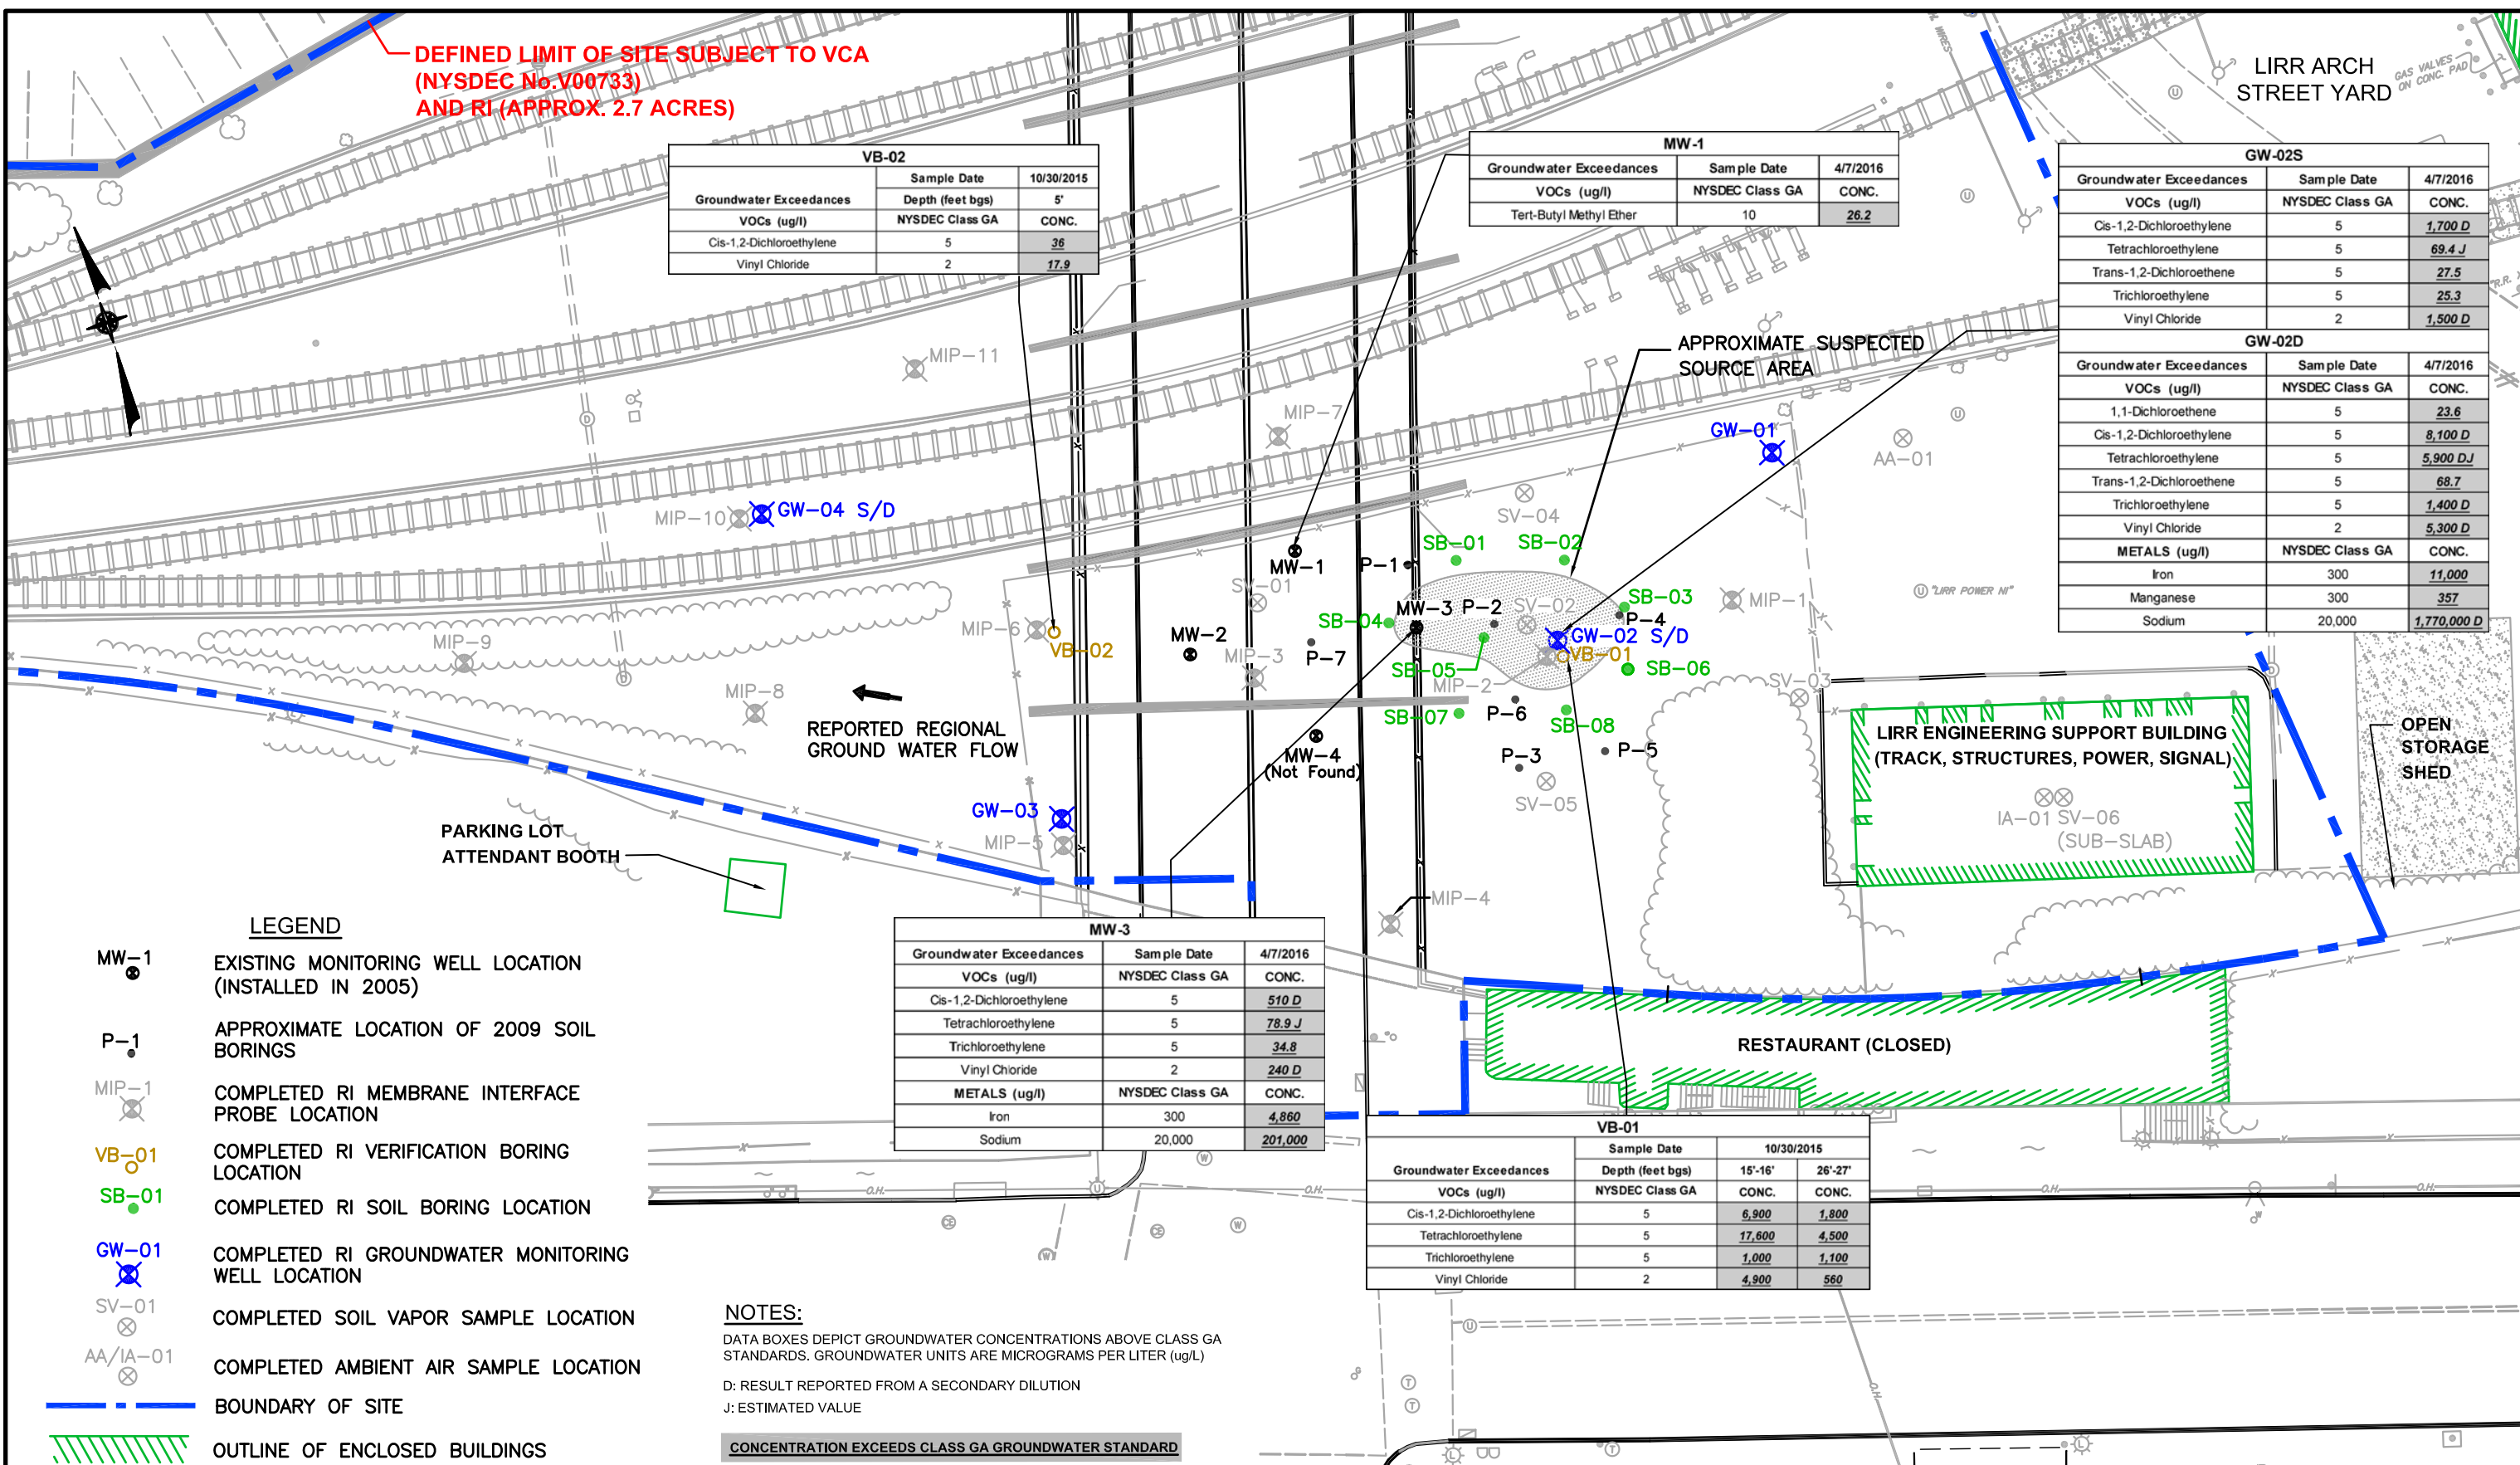 DEFINED LIMIT OF SITE SUBJECT TO VCA
(NYSDEC No.V00733)
AND RI (APPROX. 2.7 ACRES)
LIRR ARCH
STREET YARD
GAS VALVES
ON CONC. PAD
WIRES
VB-02
Sample Date 10/30/2015
Groundwater Exceedances Depth (feet bgs) 5'
VOCs (ug/l) NYSDEC Class GA CONC.
Cis-1,2-Dichloroethylene 5 36
Vinyl Chloride 2 17.9
MW-1
Groundwater Exceedances Sample Date 4/7/2016
VOCs (ug/l) NYSDEC Class GA CONC.
Tert-Butyl Methyl Ether 10 26.2
GW-02S
Groundwater Exceedances Sample Date 4/7/2016
VOCs (ug/l) NYSDEC Class GA CONC.
Cis-1,2-Dichloroethylene 5 1,700 D
Tetrachloroethylene 5 69.4 J
Trans-1,2-Dichloroethene 5 27.5
Trichloroethylene 5 25.3
Vinyl Chloride 2 1,500 D
GW-02D
Groundwater Exceedances Sample Date 4/7/2016
VOCs (ug/l) NYSDEC Class GA CONC.
1,1-Dichloroethene 5 23.6
Cis-1,2-Dichloroethylene 5 8,100 D
Tetrachloroethylene 5 5,900 DJ
Trans-1,2-Dichloroethene 5 68.7
Trichloroethylene 5 1,400 D
Vinyl Chloride 2 5,300 D
METALS (ug/l) NYSDEC Class GA CONC.
Iron 300 11,000
Manganese 300 357
Sodium 20,000 1,770,000 D
R.R.
APPROXIMATE SUSPECTED
SOURCE AREA
MIP-11
MIP-7
GW-01
AA-01
MIP-10
GW-04 S/D
SV-04
SB-01
SB-02
MW-1
P-1
SV-01
SB-03
MIP-1
"LIRR POWER NI"
MW-3
P-2
SV-02
P-4
SB-04
MIP-6
VB-02
MW-2
P-7
GW-02 S/D
VB-01
MIP-9
MIP-3
SB-05
SB-06
MIP-2
SV-03
MIP-8
SB-07
P-6
SB-08
REPORTED REGIONAL
GROUND WATER FLOW
MW-4
(Not Found)
P-3
P-5
SV-05
LIRR ENGINEERING SUPPORT BUILDING
(TRACK, STRUCTURES, POWER, SIGNAL)
OPEN
STORAGE
SHED
IA-01 SV-06
(SUB-SLAB)
GW-03
MIP-5
PARKING LOT
ATTENDANT BOOTH
MIP-4
RESTAURANT (CLOSED)
MW-3
Groundwater Exceedances Sample Date 4/7/2016
VOCs (ug/l) NYSDEC Class GA CONC.
Cis-1,2-Dichloroethylene 5 510 D
Tetrachloroethylene 5 78.9 J
Trichloroethylene 5 34.8
Vinyl Chloride 2 240 D
METALS (ug/l) NYSDEC Class GA CONC.
Iron 300 4,860
Sodium 20,000 201,000
VB-01
Sample Date 10/30/2015
Groundwater Exceedances Depth (feet bgs) 15'-16' 26'-27'
VOCs (ug/l) NYSDEC Class GA CONC. CONC.
Cis-1,2-Dichloroethylene 5 6,900 1,800
Tetrachloroethylene 5 17,600 4,500
Trichloroethylene 5 1,000 1,100
Vinyl Chloride 2 4,900 560
O.H.
O.H.
O.H.
O.H.
O.H.
LEGEND
MW-1
EXISTING MONITORING WELL LOCATION
(INSTALLED IN 2005)
P-1
APPROXIMATE LOCATION OF 2009 SOIL
BORINGS
MIP-1
COMPLETED RI MEMBRANE INTERFACE
PROBE LOCATION
VB-01
COMPLETED RI VERIFICATION BORING
LOCATION
SB-01
COMPLETED RI SOIL BORING LOCATION
GW-01
COMPLETED RI GROUNDWATER MONITORING
WELL LOCATION
SV-01
COMPLETED SOIL VAPOR SAMPLE LOCATION
AA/IA-01
COMPLETED AMBIENT AIR SAMPLE LOCATION
BOUNDARY OF SITE
OUTLINE OF ENCLOSED BUILDINGS
NOTES:
DATA BOXES DEPICT GROUNDWATER CONCENTRATIONS ABOVE CLASS GA
STANDARDS. GROUNDWATER UNITS ARE MICROGRAMS PER LITER (ug/L)
D: RESULT REPORTED FROM A SECONDARY DILUTION
J: ESTIMATED VALUE
CONCENTRATION EXCEEDS CLASS GA GROUNDWATER STANDARD